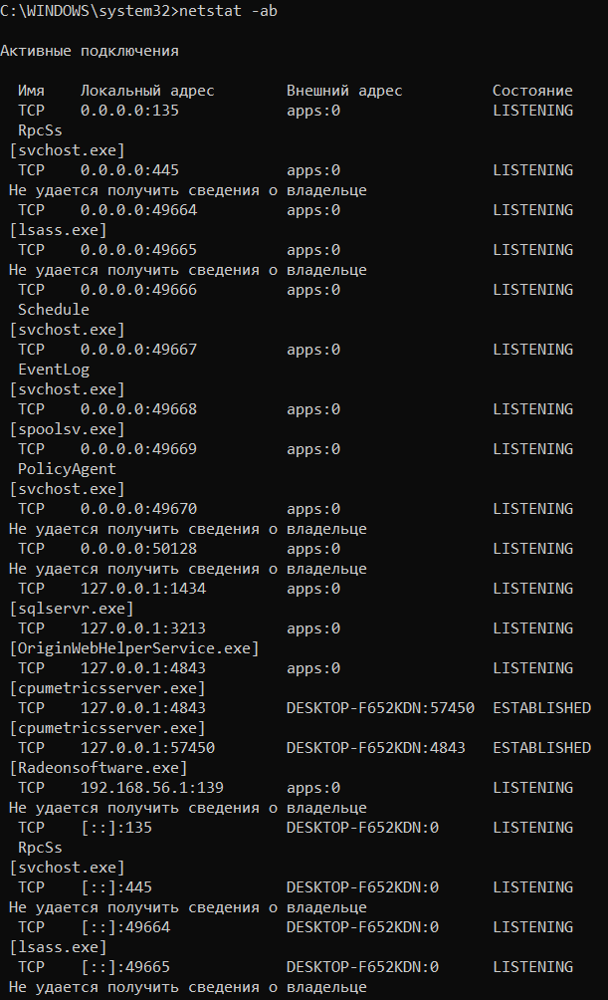 C:\WINDOWS\system32>netstat -ab
Активные подключения
Имя Локальный адрес Внешний адрес Состояние
TCP 0.0.0.0:135 apps:0 LISTENING
RpcSs
[svchost.exe]
TCP 0.0.0.0:445 apps:0 LISTENING
Не удается получить сведения о владельце
TCP 0.0.0.0:49664 apps:0 LISTENING
[lsass.exe]
TCP 0.0.0.0:49665 apps:0 LISTENING
Не удается получить сведения о владельце
TCP 0.0.0.0:49666 apps:0 LISTENING
Schedule
[svchost.exe]
TCP 0.0.0.0:49667 apps:0 LISTENING
EventLog
[svchost.exe]
TCP 0.0.0.0:49668 apps:0 LISTENING
[spoolsv.exe]
TCP 0.0.0.0:49669 apps:0 LISTENING
PolicyAgent
[svchost.exe]
TCP 0.0.0.0:49670 apps:0 LISTENING
Не удается получить сведения о владельце
TCP 0.0.0.0:50128 apps:0 LISTENING
Не удается получить сведения о владельце
TCP 127.0.0.1:1434 apps:0 LISTENING
[sqlservr.exe]
TCP 127.0.0.1:3213 apps:0 LISTENING
[OriginWebHelperService.exe]
TCP 127.0.0.1:4843 apps:0 LISTENING
[cpumetricsserver.exe]
TCP 127.0.0.1:4843 DESKTOP-F652KDN:57450 ESTABLISHED
[cpumetricsserver.exe]
TCP 127.0.0.1:57450 DESKTOP-F652KDN:4843 ESTABLISHED
[Radeonsoftware.exe]
TCP 192.168.56.1:139 apps:0 LISTENING
Не удается получить сведения о владельце
TCP [::]:135 DESKTOP-F652KDN:0 LISTENING
RpcSs
[svchost.exe]
TCP [::]:445 DESKTOP-F652KDN:0 LISTENING
Не удается получить сведения о владельце
TCP [::]:49664 DESKTOP-F652KDN:0 LISTENING
[lsass.exe]
TCP [::]:49665 DESKTOP-F652KDN:0 LISTENING
Не удается получить сведения о владельце